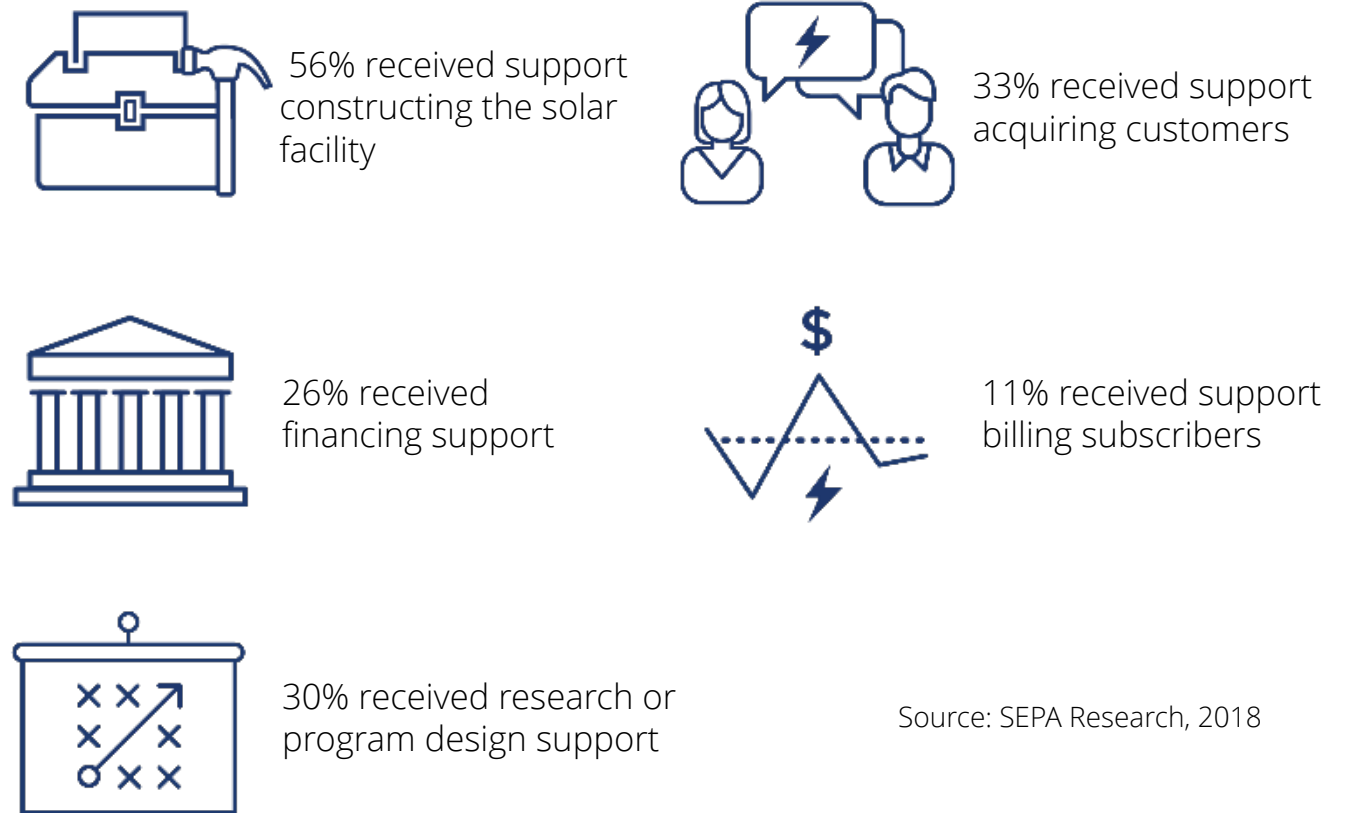 56% received support
constructing the solar
facility
33% received support
acquiring customers
26% received
financing support
$
11% received support
billing subscribers
30% received research or
program design support
Source: SEPA Research, 2018